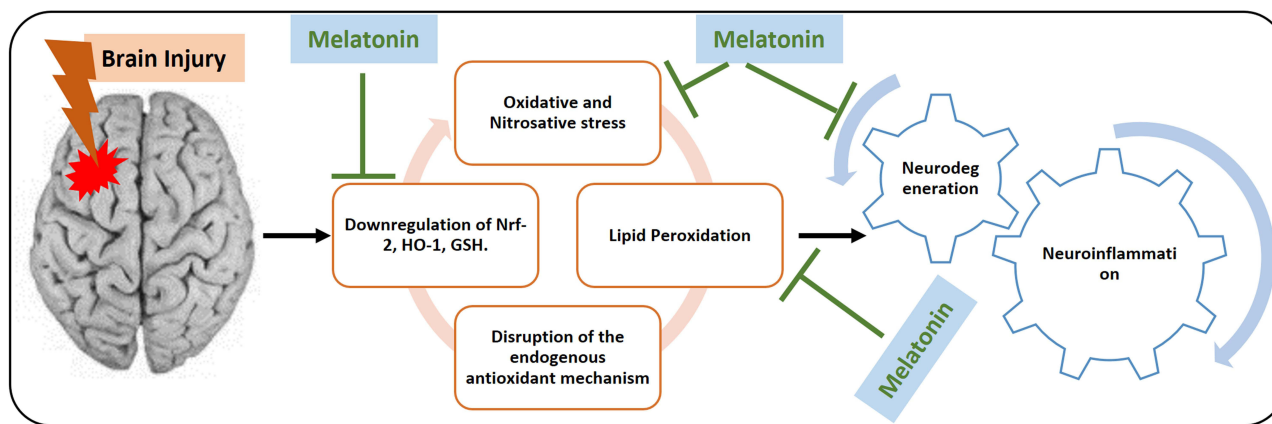 Brain Injury
Melatonin
Melatonin
Oxidative and
Nitrosative stress
Downregulation of Nrf-
2, HO-1, GSH.
Lipid Peroxidation
Disruption of the
endogenous
antioxidant mechanism
Neurodeg
eneration
Neuroinflammati
on
Melatonin